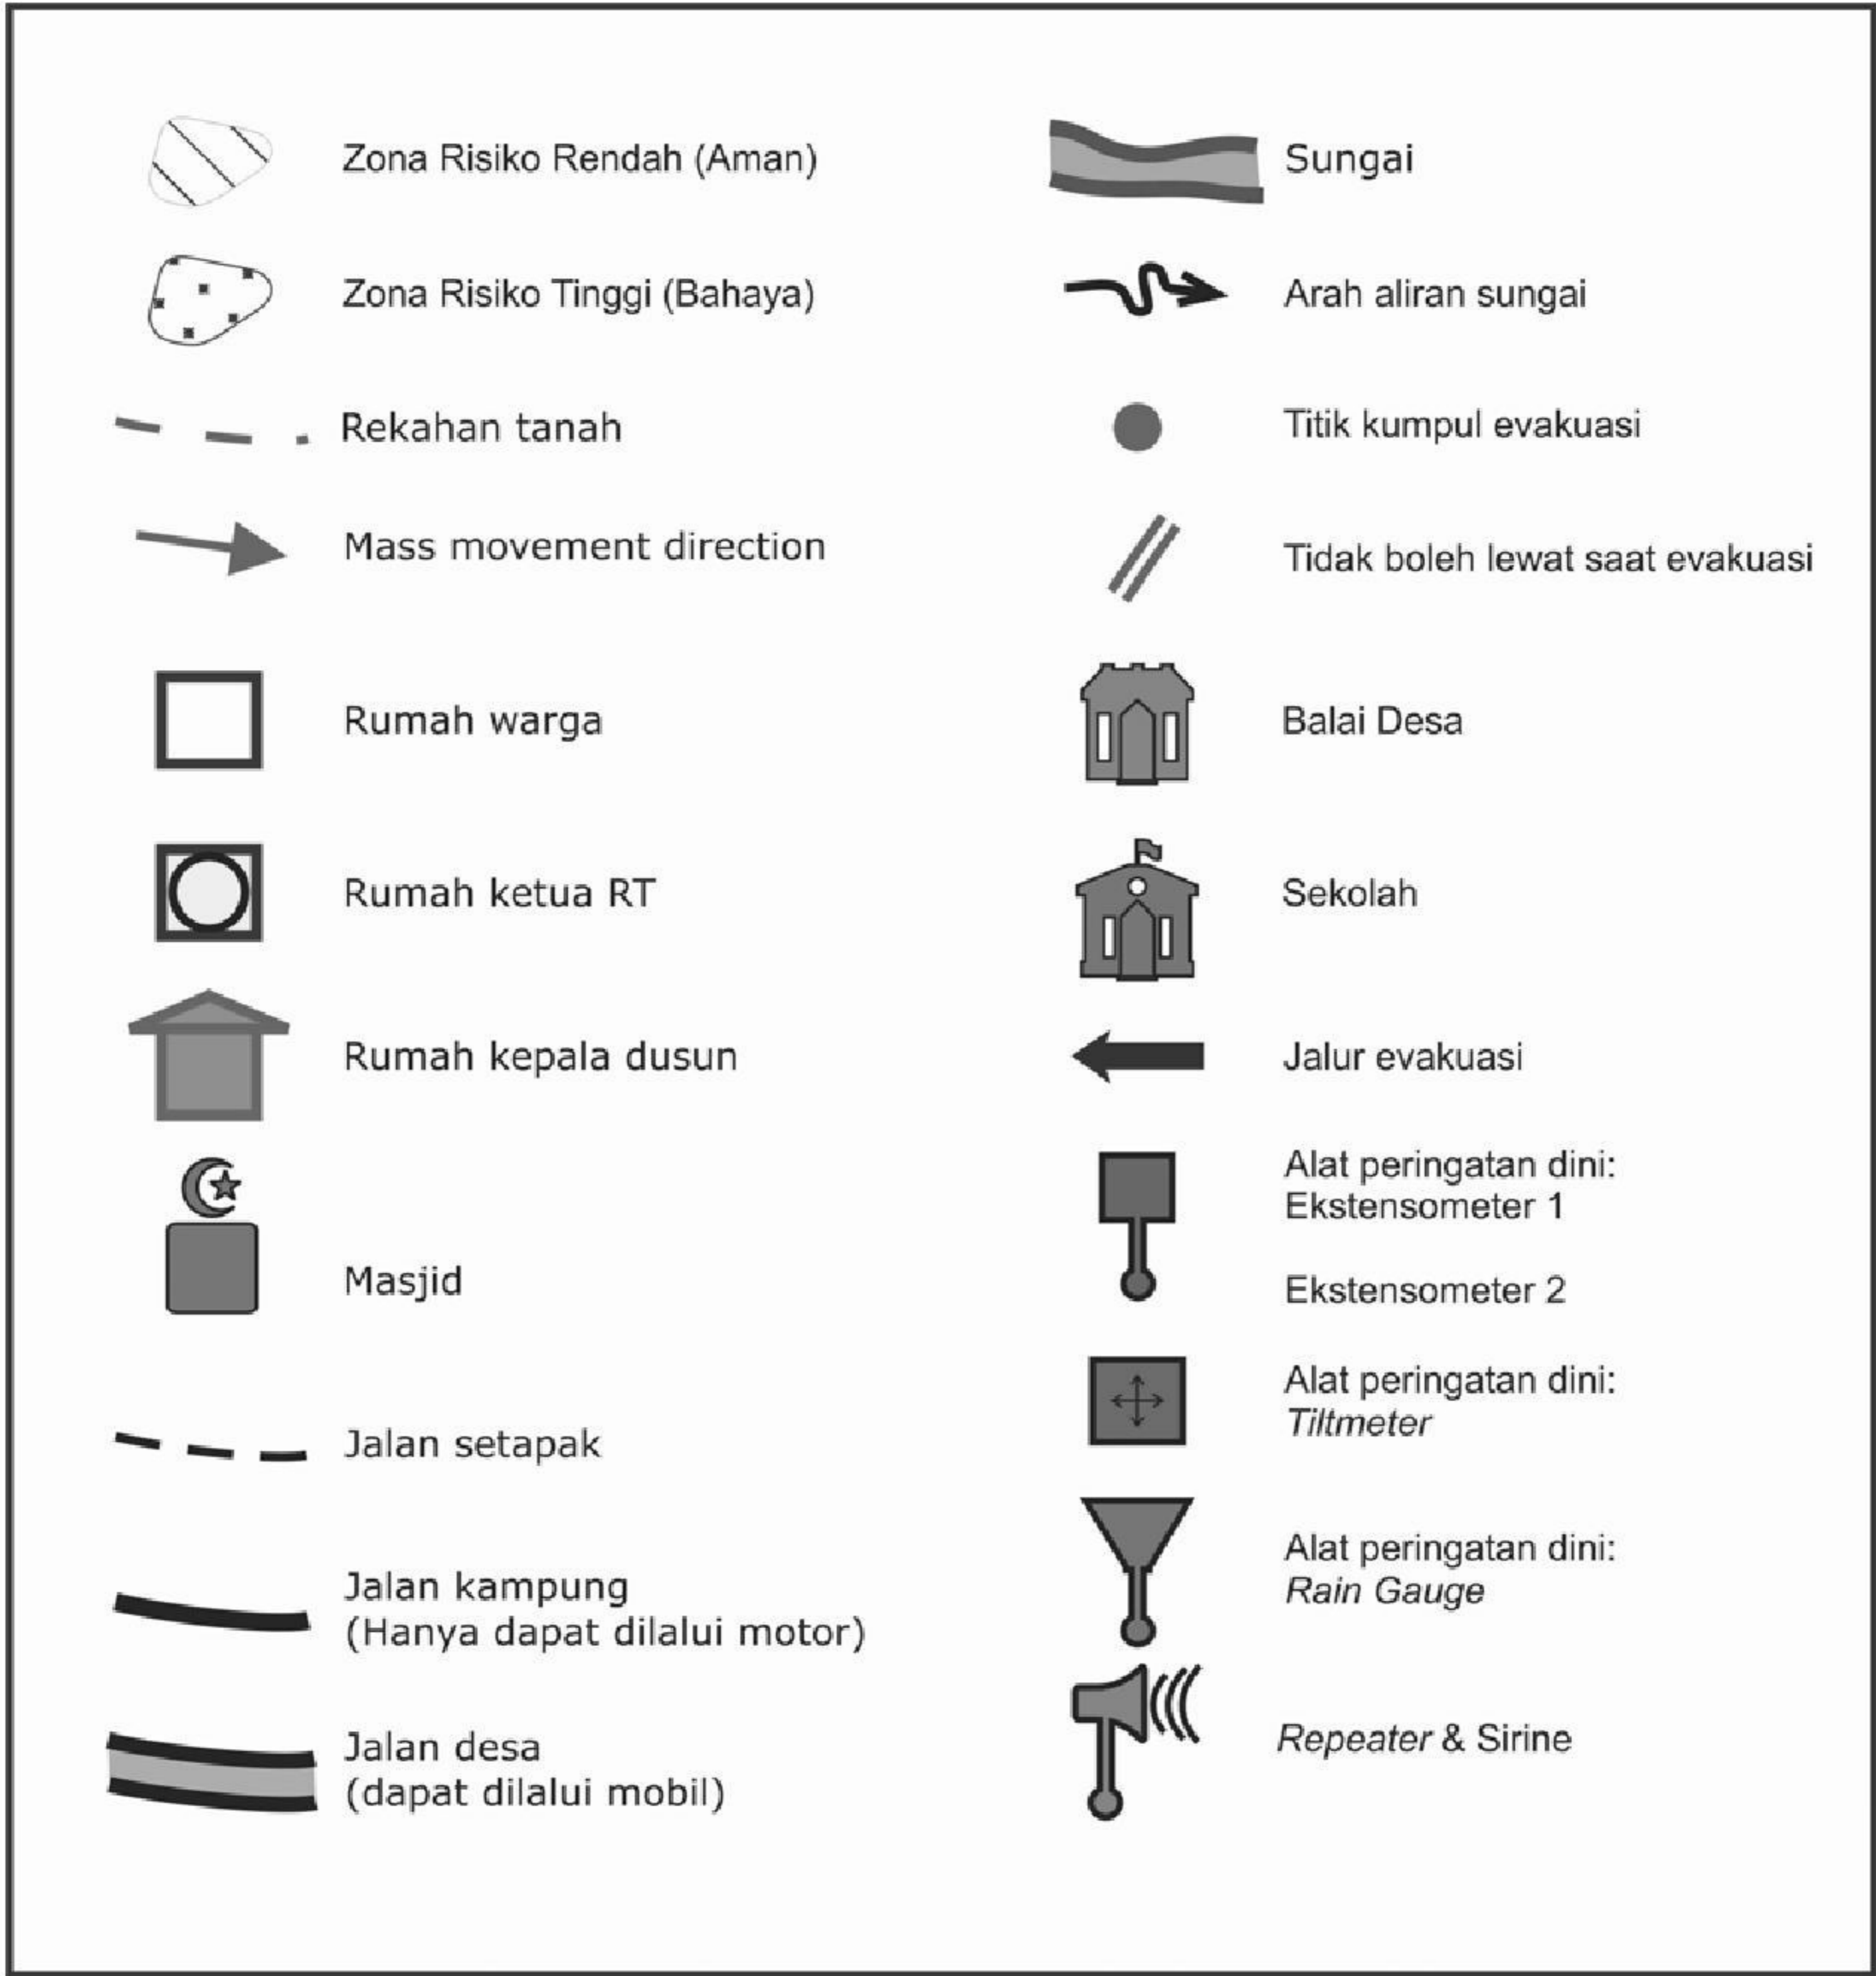 Zona Risiko Rendah (Aman)
Zona Risiko Tinggi (Bahaya)
Rekahan tanah
Mass movement direction
Rumah warga
Rumah ketua RT
Rumah kepala dusun
Masjid
Jalan setapak
Jalan kampung
(Hanya dapat dilalui motor)
Jalan desa
(dapat dilalui mobil)
Sungai
Arah aliran sungai
Titik kumpul evakuasi
Tidak boleh lewat saat evakuasi
Balai Desa
Sekolah
Jalur evakuasi
Alat peringatan dini:
Ekstensometer 1
Ekstensometer 2
Alat peringatan dini:
Tiltmeter
Alat peringatan dini:
Rain Gauge
Repeater & Sirine